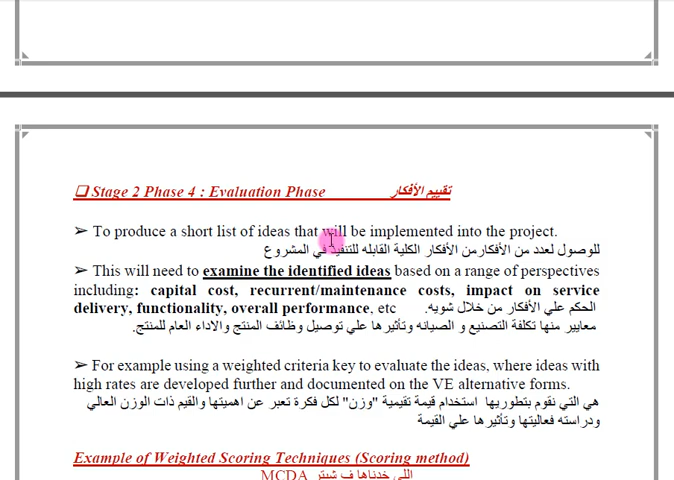 ❑ Stage 2 Phase 4 : Evaluation Phase تقييم الأفكار
➢ To produce a short list of ideas that will be implemented into the project.
للوصول لعدد من الأفكار من الأفكار الكلية القابله للتنفيذ في المشروع
➢ This will need to examine the identified ideas based on a range of perspectives
including: capital cost, recurrent/maintenance costs, impact on service
delivery, functionality, overall performance, etc الحكم علي الأفكار من خلال شويه.
معايير منها تكلفة التصنيع و الصيانه وتأثيرها علي توصيل وظائف المنتج والاداء العام للمنتج.
➢ For example using a weighted criteria key to evaluate the ideas, where ideas with
high rates are developed further and documented on the VE alternative forms.
هي التي نقوم بتطوريها استخدام قيمة تقيمية "وزن" لكل فكرة تعبر عن اهميتها والقيم ذات الوزن العالي
ودراسته فعاليتها وتأثيرها علي القيمة
Example of Weighted Scoring Techniques (Scoring method)
اللي خدناها ف شبتر MCDA